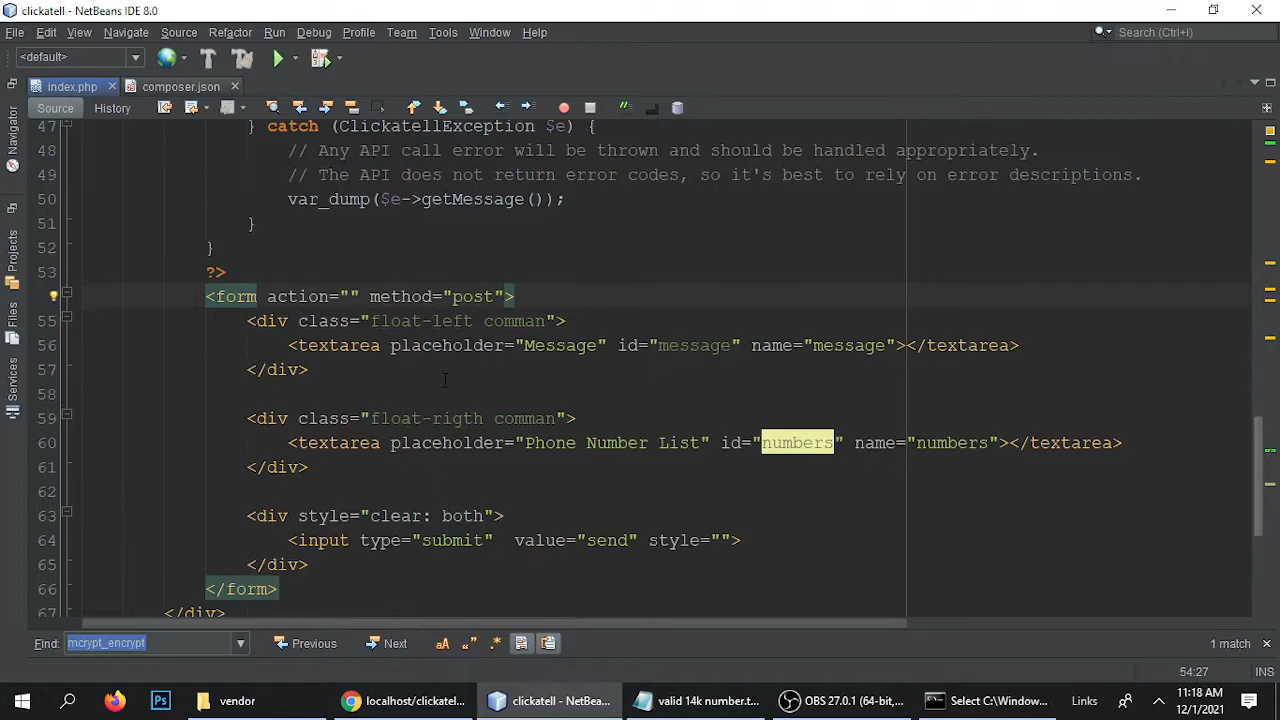 clickatell - NetBeans IDE 8.0
File Edit View Navigate Source Refactor Run Debug Profile Team Tools Window Help
Search (Ctrl+I)
<default>
index.php composer.json
Source History
Navigator
Projects
Files
Services
47 } catch (ClickatellException $e) {
48 // Any API call error will be thrown and should be handled appropriately.
49 // The API does not return error codes, so it's best to rely on error descriptions.
50 var_dump($e->getMessage());
51 }
52 }
53 ?>
<form action="" method="post">
55 <div class="float-left comman">
56 <textarea placeholder="Message" id="message" name="message"></textarea>
57 </div>
58
59 <div class="float-rigth comman">
60 <textarea placeholder="Phone Number List" id="numbers" name="numbers"></textarea>
61 </div>
62
63 <div style="clear: both">
64 <input type="submit"  value="send" style="">
65 </div>
66 </form>
67 </div>
Find: mcrypt_encrypt Previous Next 1 match
54:27 INS
vendor localhost/clickatel... clickatell - NetBean... valid 14k number.t... OBS 27.0.1 (64-bit,... Select C:\Window... Links 11:18 AM
12/1/2021